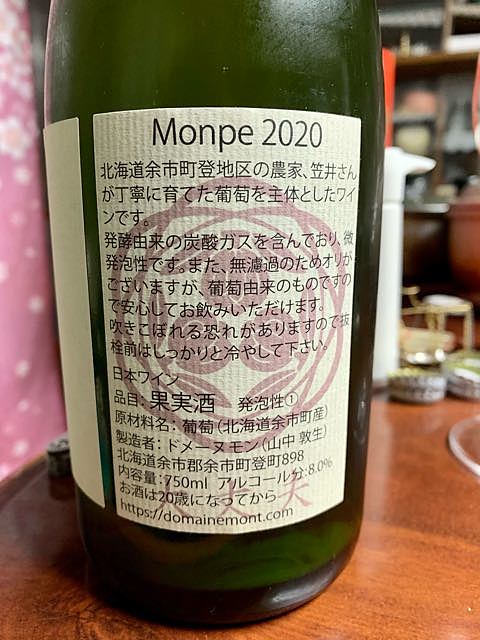 Monpe 2020
北海道余市町登地区の農家、笠井さん
が丁寧に育てた葡萄を主体としたワイ
ンです。
発酵由来の炭酸ガスを含んでおり、微
発泡性です。また、無濾過のためオリが
ございますが、葡萄由来のものですの
で安心してお飲みいただけます。
吹きこぼれる恐れがありますので抜
栓前はしっかりと冷やして下さい。
日本ワイン
品目：果実酒　発泡性①
原材料名：葡萄（北海道余市町産）
製造者：ドメーヌモン（山中 敦生）
北海道余市郡余市町登町898
内容量：750ml　アルコール分：8.0%
お酒は20歳になってから
https://domainemont.com